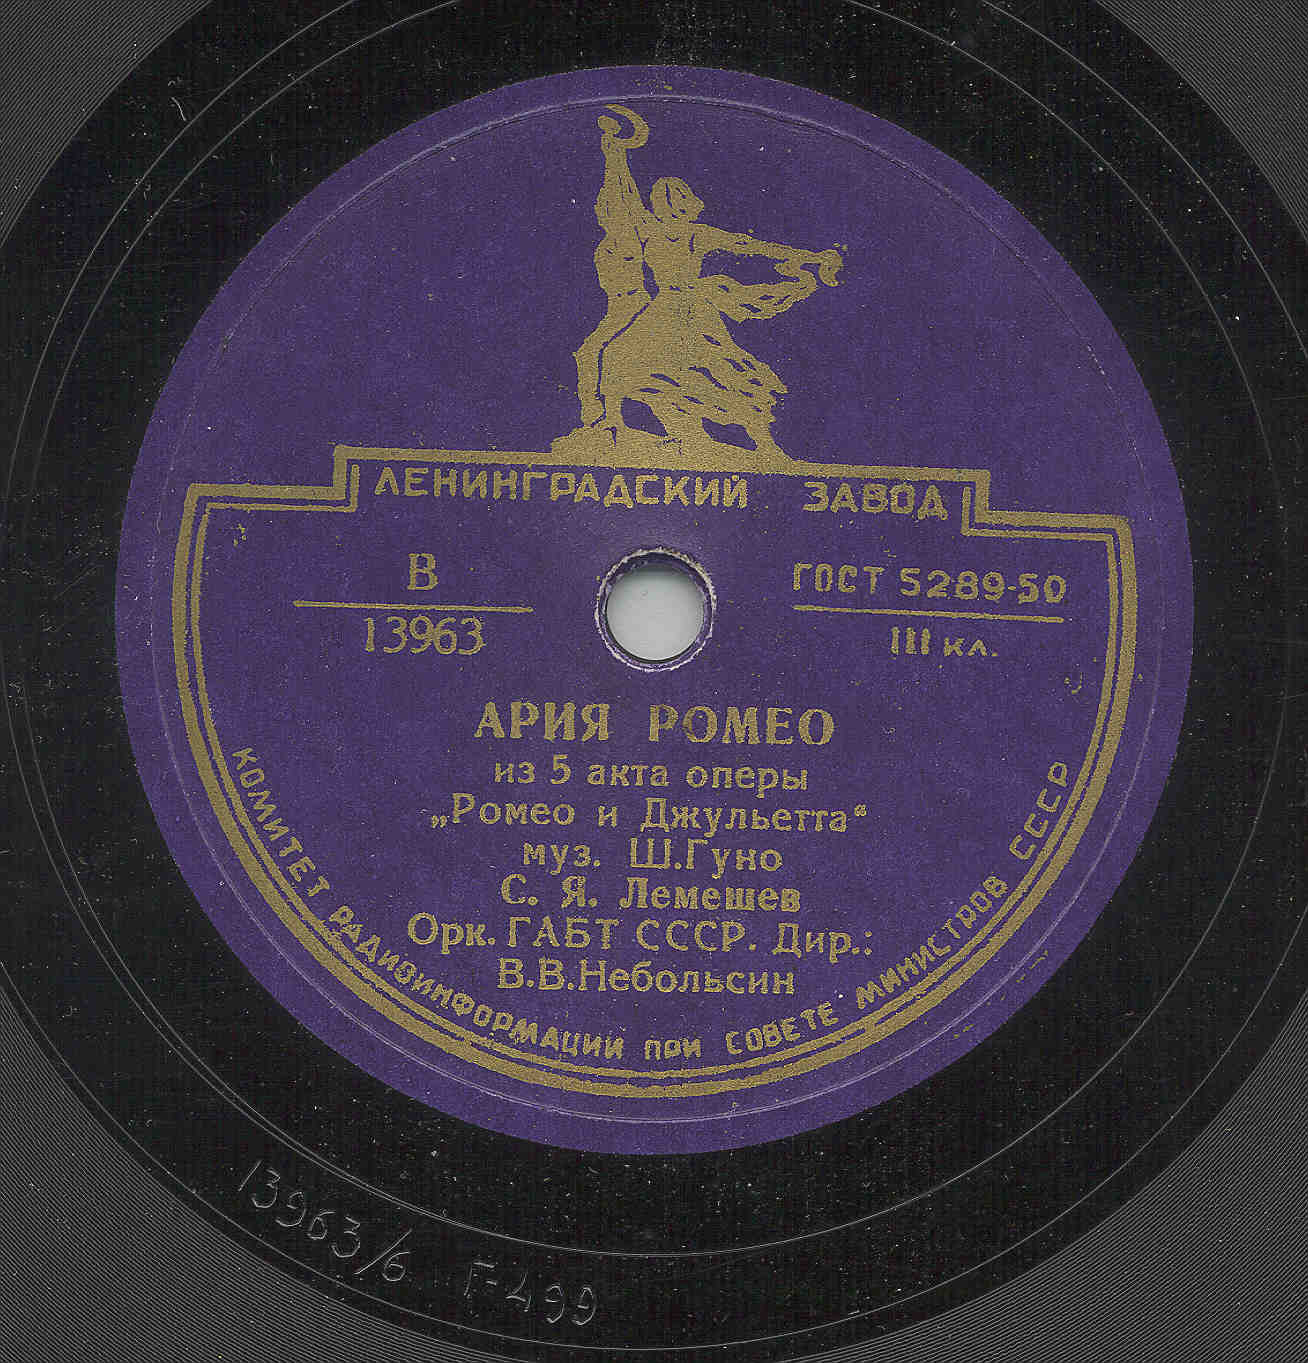 ЛЕНИНГРАДСКИЙ ЗАВОД
В
13963
ГОСТ 5289-50
III кл.
АРИЯ РОМЕО
из 5 акта оперы
„Ромео и Джульетта“
муз. Ш.Гуно
С. Я. Лемешев
Орк. ГАБТ СССР. Дир.:
В.В.Небольсин
КОМИТЕТ РАДИОИНФОРМАЦИИ ПРИ СОВЕТЕ МИНИСТРОВ СССР
13963/6 Г-499